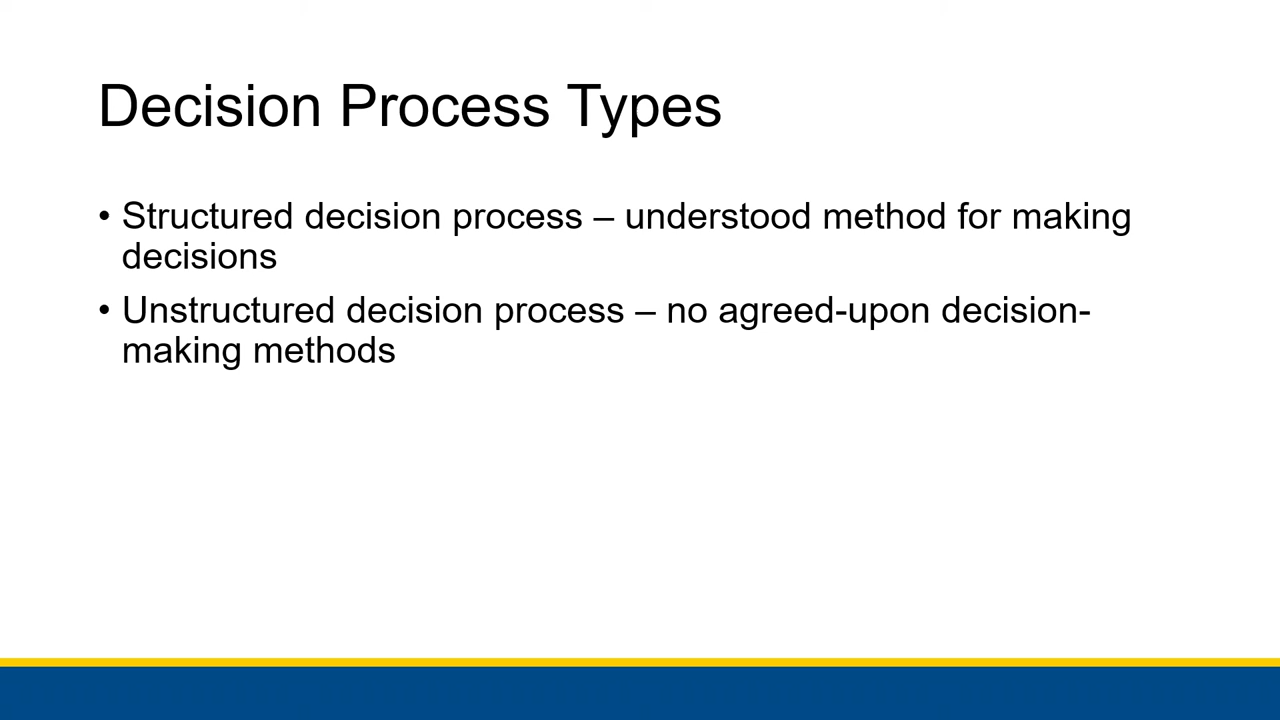 Decision Process Types
• Structured decision process – understood method for making
decisions
• Unstructured decision process – no agreed-upon decision-
making methods